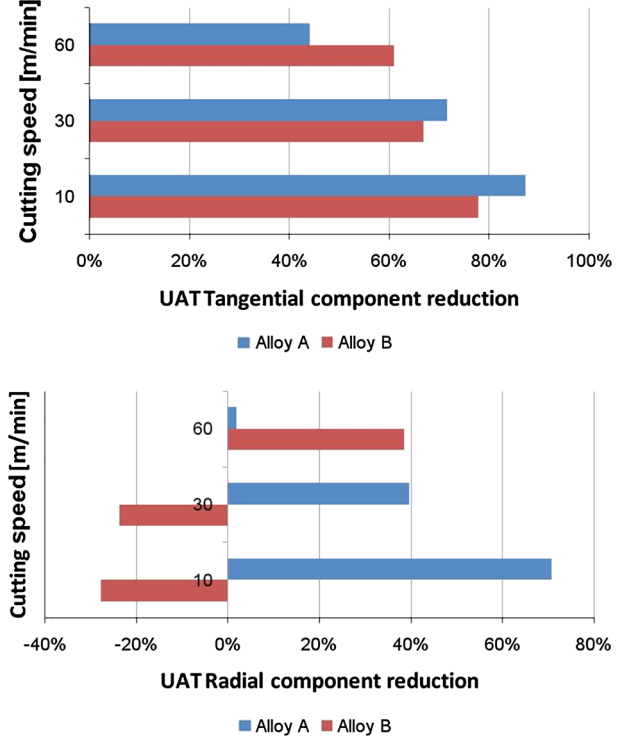 Cutting speed [m/min]
60
30
10
0% 20% 40% 60% 80% 100%
UAT Tangential component reduction
Alloy A Alloy B
Cutting speed [m/min]
60
30
10
-40% -20% 0% 20% 40% 60% 80%
UAT Radial component reduction
Alloy A Alloy B